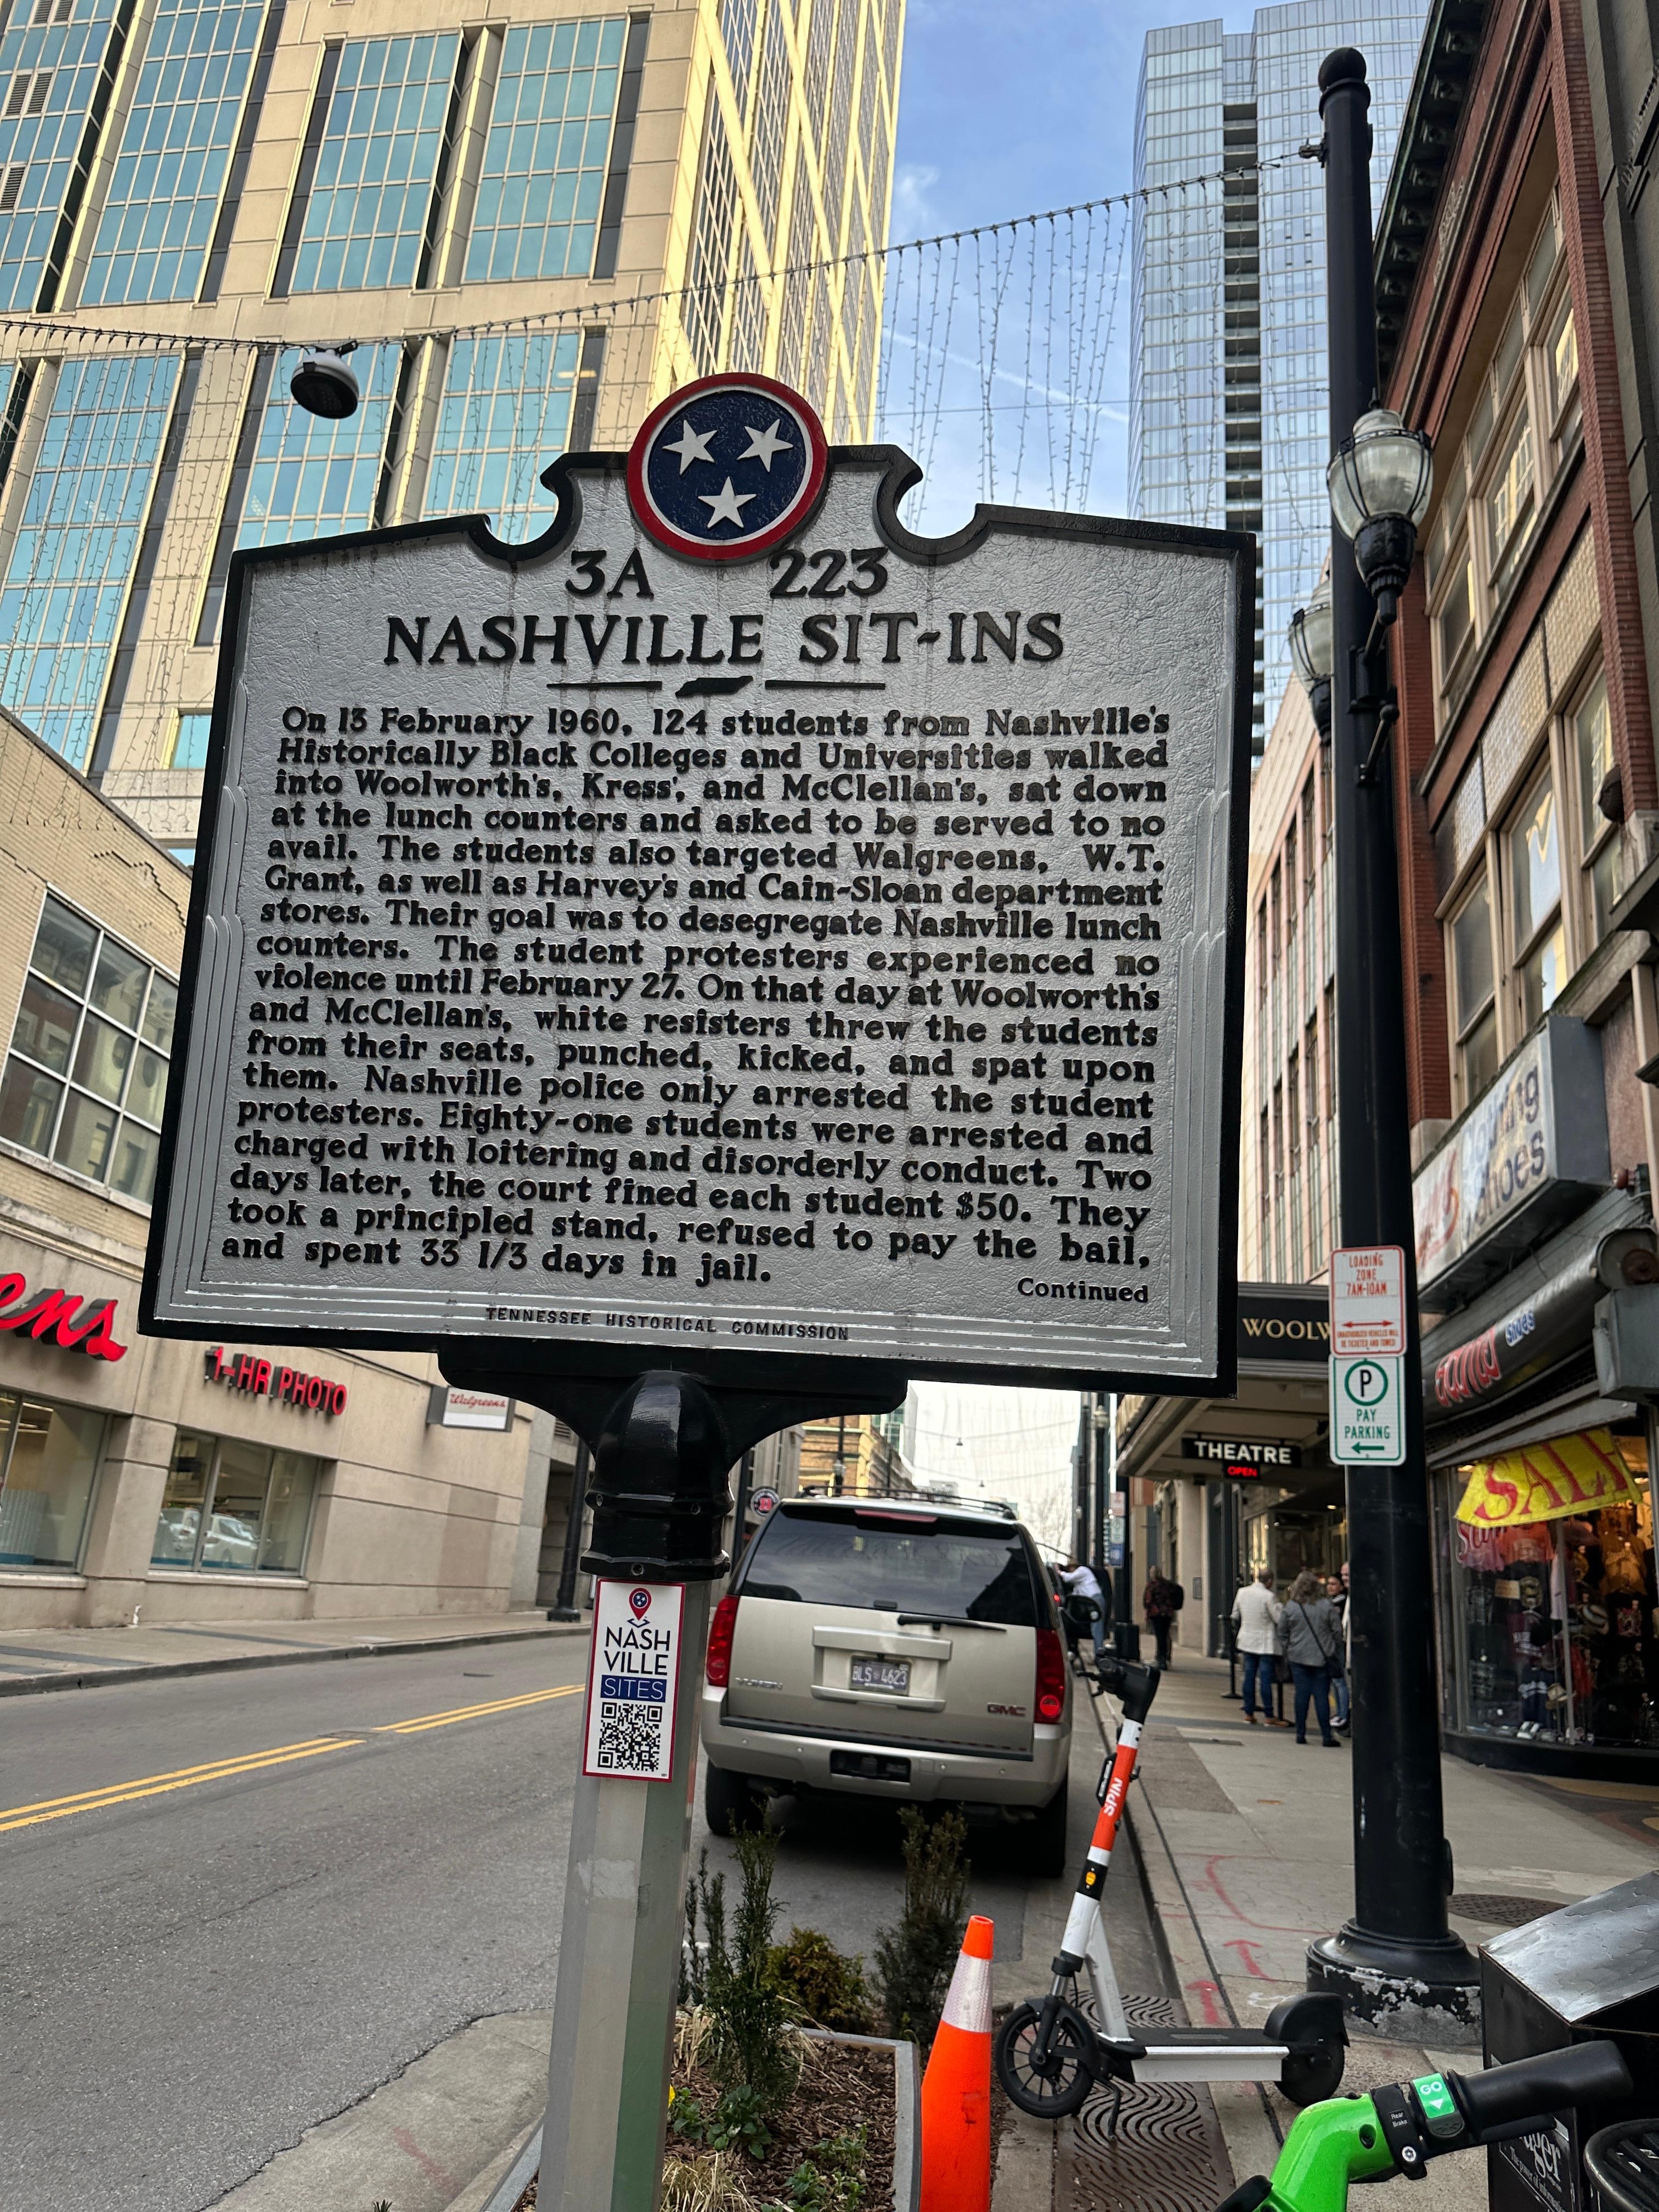 3A 223
NASHVILLE SIT-INS
On 13 February 1960, 124 students from Nashville's
Historically Black Colleges and Universities walked
into Woolworth's, Kress', and McClellan's, sat down
at the lunch counters and asked to be served to no
avail. The students also targeted Walgreens, W.T.
Grant, as well as Harvey's and Cain-Sloan department
stores. Their goal was to desegregate Nashville lunch
counters. The student protesters experienced no
violence until February 27. On that day at Woolworth's
and McClellan's, white resisters threw the students
from their seats, punched, kicked, and spat upon
them. Nashville police only arrested the student
protesters. Eighty-one students were arrested and
charged with loitering and disorderly conduct. Two
days later, the court fined each student $50. They
took a principled stand, refused to pay the bail,
and spent 33 1/3 days in jail.
Continued
TENNESSEE HISTORICAL COMMISSION
ens
1-HR PHOTO
Walgreens
WOOLW
THEATRE
OPEN
LOADING
ZONE
7AM-10AM
P
PAY
PARKING
Shoes
SALE
NASH
VILLE
SITES
BLS 4623
GMC
SPIN
GO
Rear
Brake